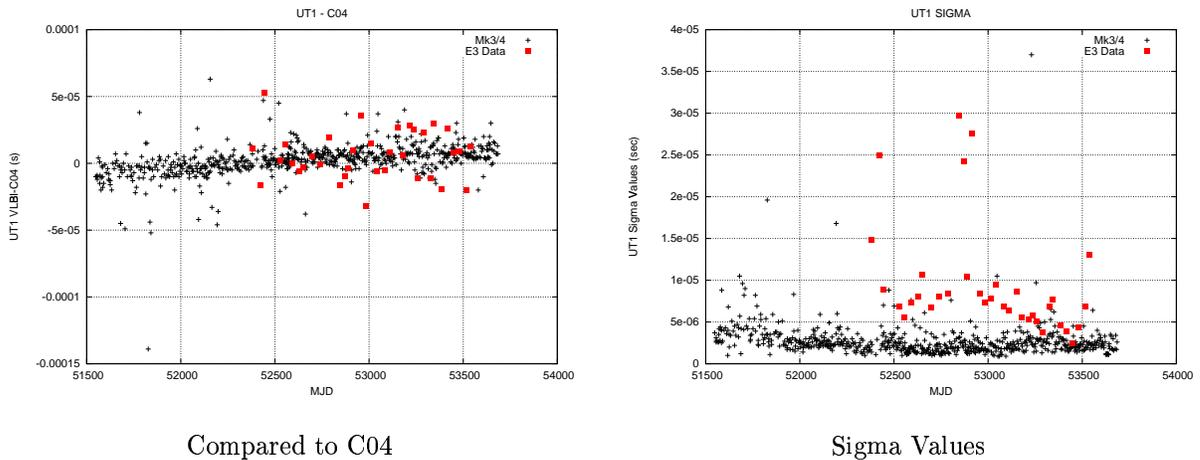 UT1 - C04
0.0001
5e-05
0
-5e-05
-0.0001
-0.00015
51500 52000 52500 53000 53500 54000
MJD
UT1 VLBI-C04 (s)
Mk3/4
E3 Data
Compared to C04
UT1 SIGMA
4e-05
3.5e-05
3e-05
2.5e-05
2e-05
1.5e-05
1e-05
5e-06
0
51500 52000 52500 53000 53500 54000
MJD
UT1 Sigma Values (sec)
Mk3/4
E3 Data
Sigma Values